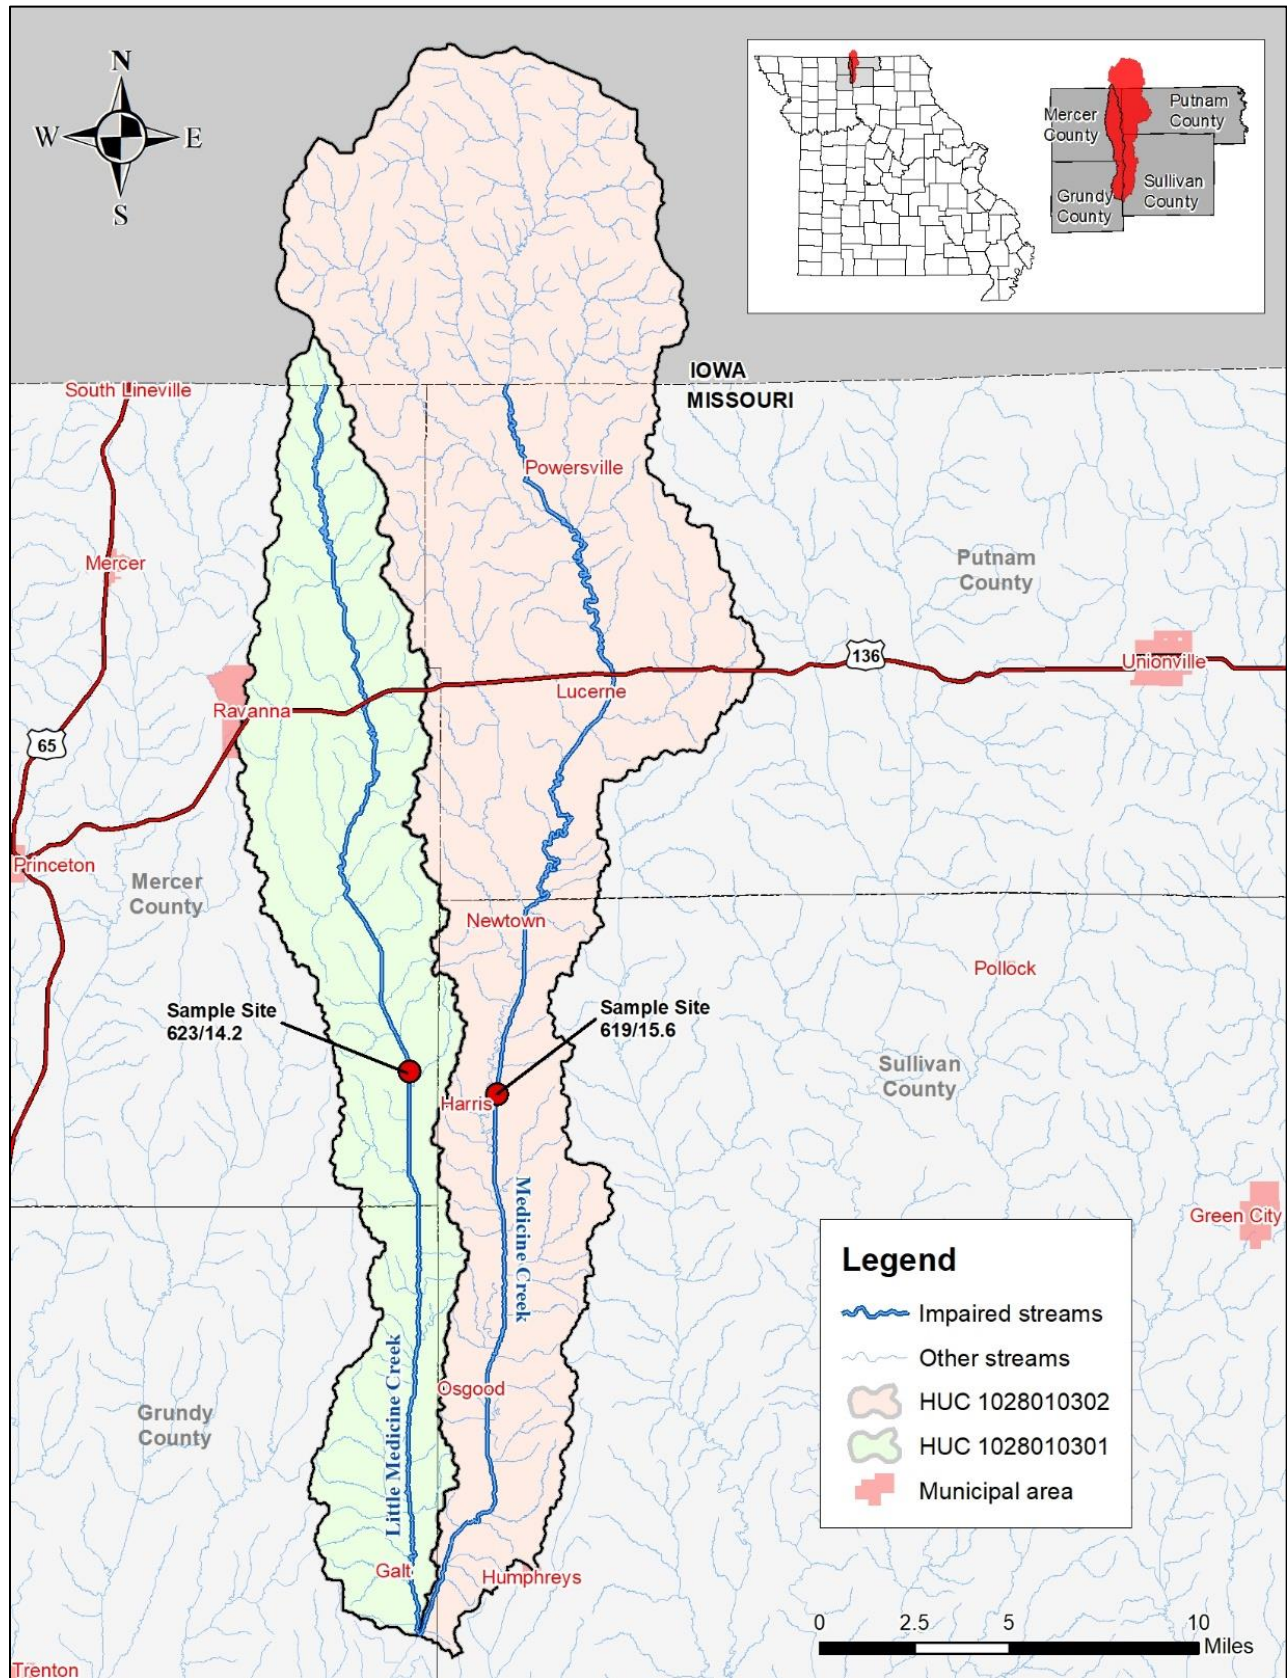 N
W
E
S
Mercer
County
Putnam
County
Grundy
County
Sullivan
County
IOWA
MISSOURI
South Lineville
Powersville
Mercer
Putnam
County
136
Unionville
Lucerne
Ravanna
65
Princeton
Mercer
County
Newtown
Pollock
Sample Site
623/14.2
Sample Site
619/15.6
Sullivan
County
Harris
Medicine Creek
Green City
Little Medicine Creek
Osgood
Grundy
County
Galt
Humphreys
Trenton
Legend
Impaired streams
Other streams
HUC 1028010302
HUC 1028010301
Municipal area
0 2.5 5 10
Miles